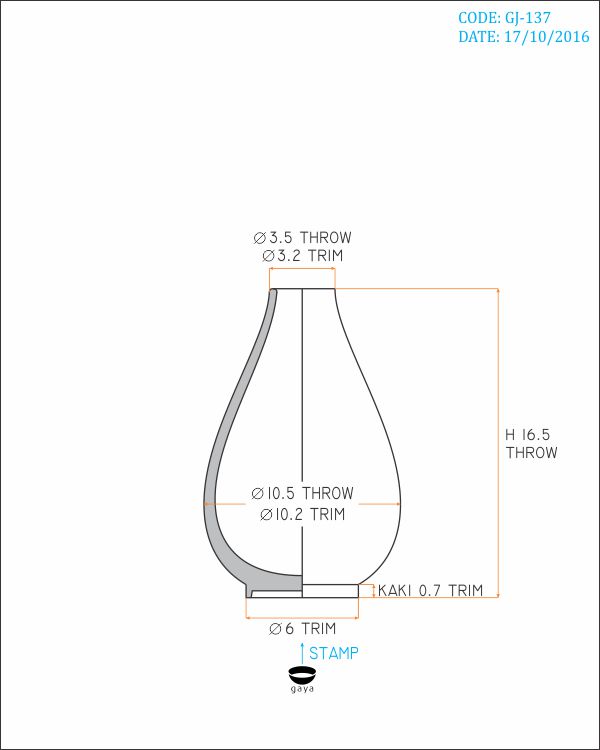 CODE: GJ-137
DATE: 17/10/2016
Ø3.5 THROW
Ø3.2 TRIM
H 16.5
THROW
Ø10.5 THROW
Ø10.2 TRIM
KAKI 0.7 TRIM
Ø6 TRIM
STAMP
gaya